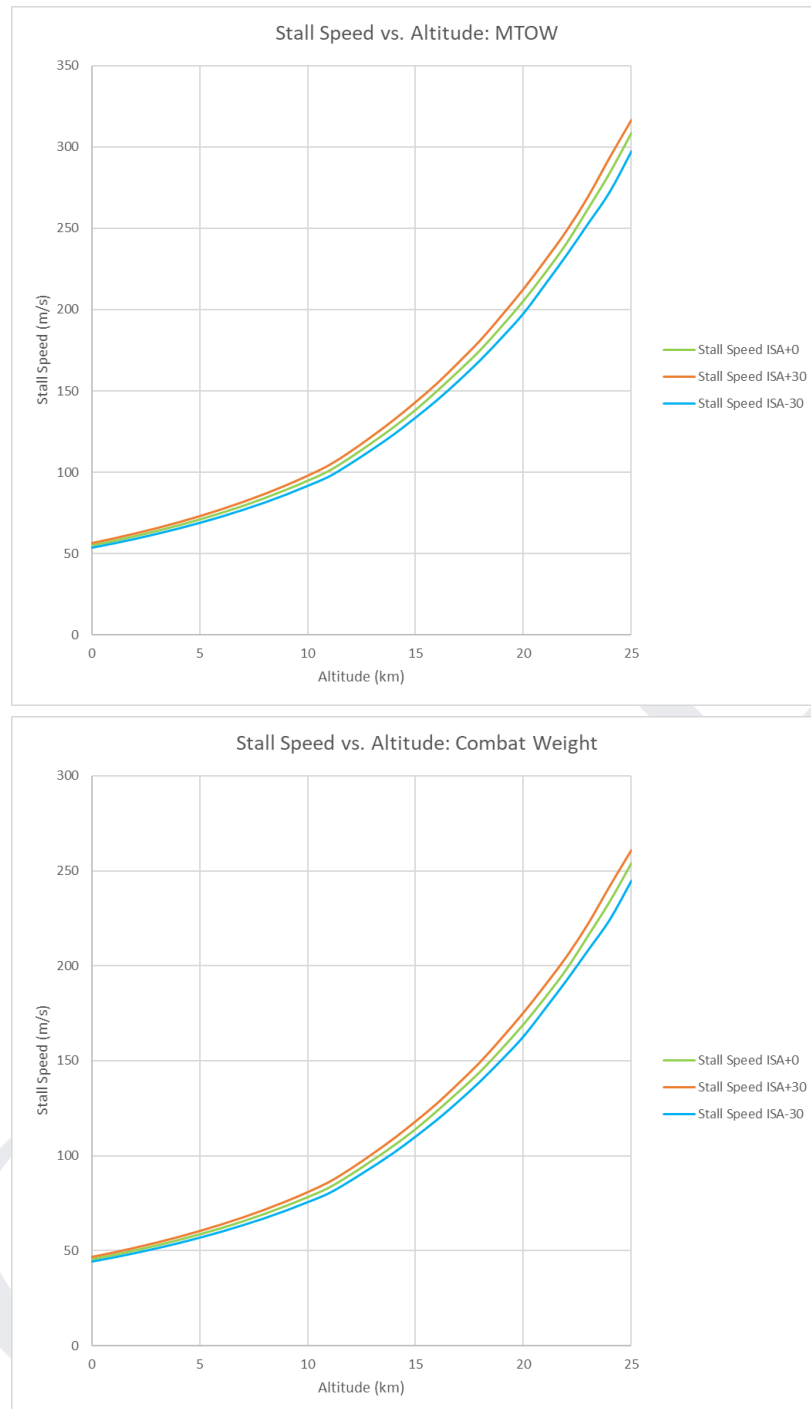 Stall Speed vs. Altitude: MTOW
350
300
250
200
150
100
50
0
Stall Speed (m/s)
0 5 10 15 20 25
Altitude (km)
Stall Speed ISA+0
Stall Speed ISA+30
Stall Speed ISA-30
Stall Speed vs. Altitude: Combat Weight
300
250
200
150
100
50
0
Stall Speed (m/s)
0 5 10 15 20 25
Altitude (km)
Stall Speed ISA+0
Stall Speed ISA+30
Stall Speed ISA-30